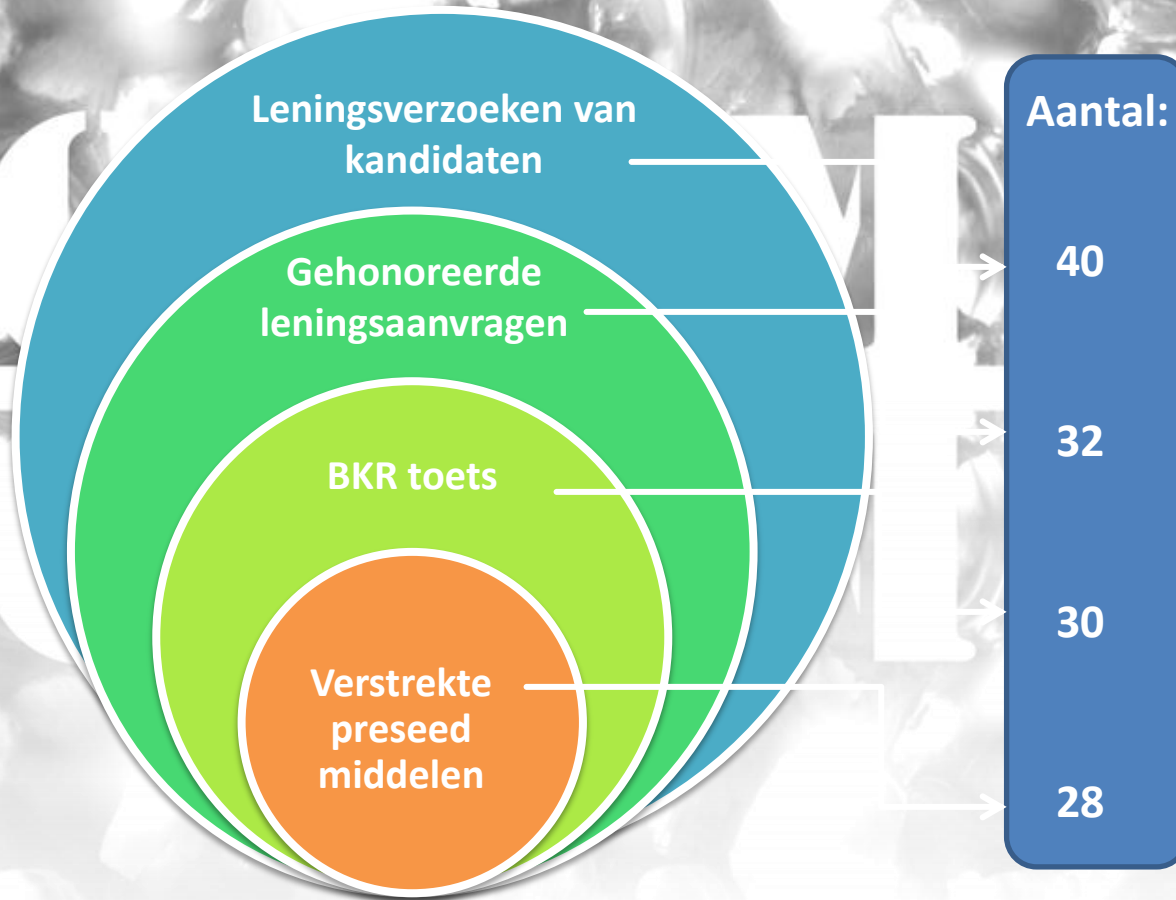 Leningsverzoeken van
kandidaten
Gehonoreerde
leningsaanvragen
BKR toets
Verstrekte
preseed
middelen
Aantal:
40
32
30
28